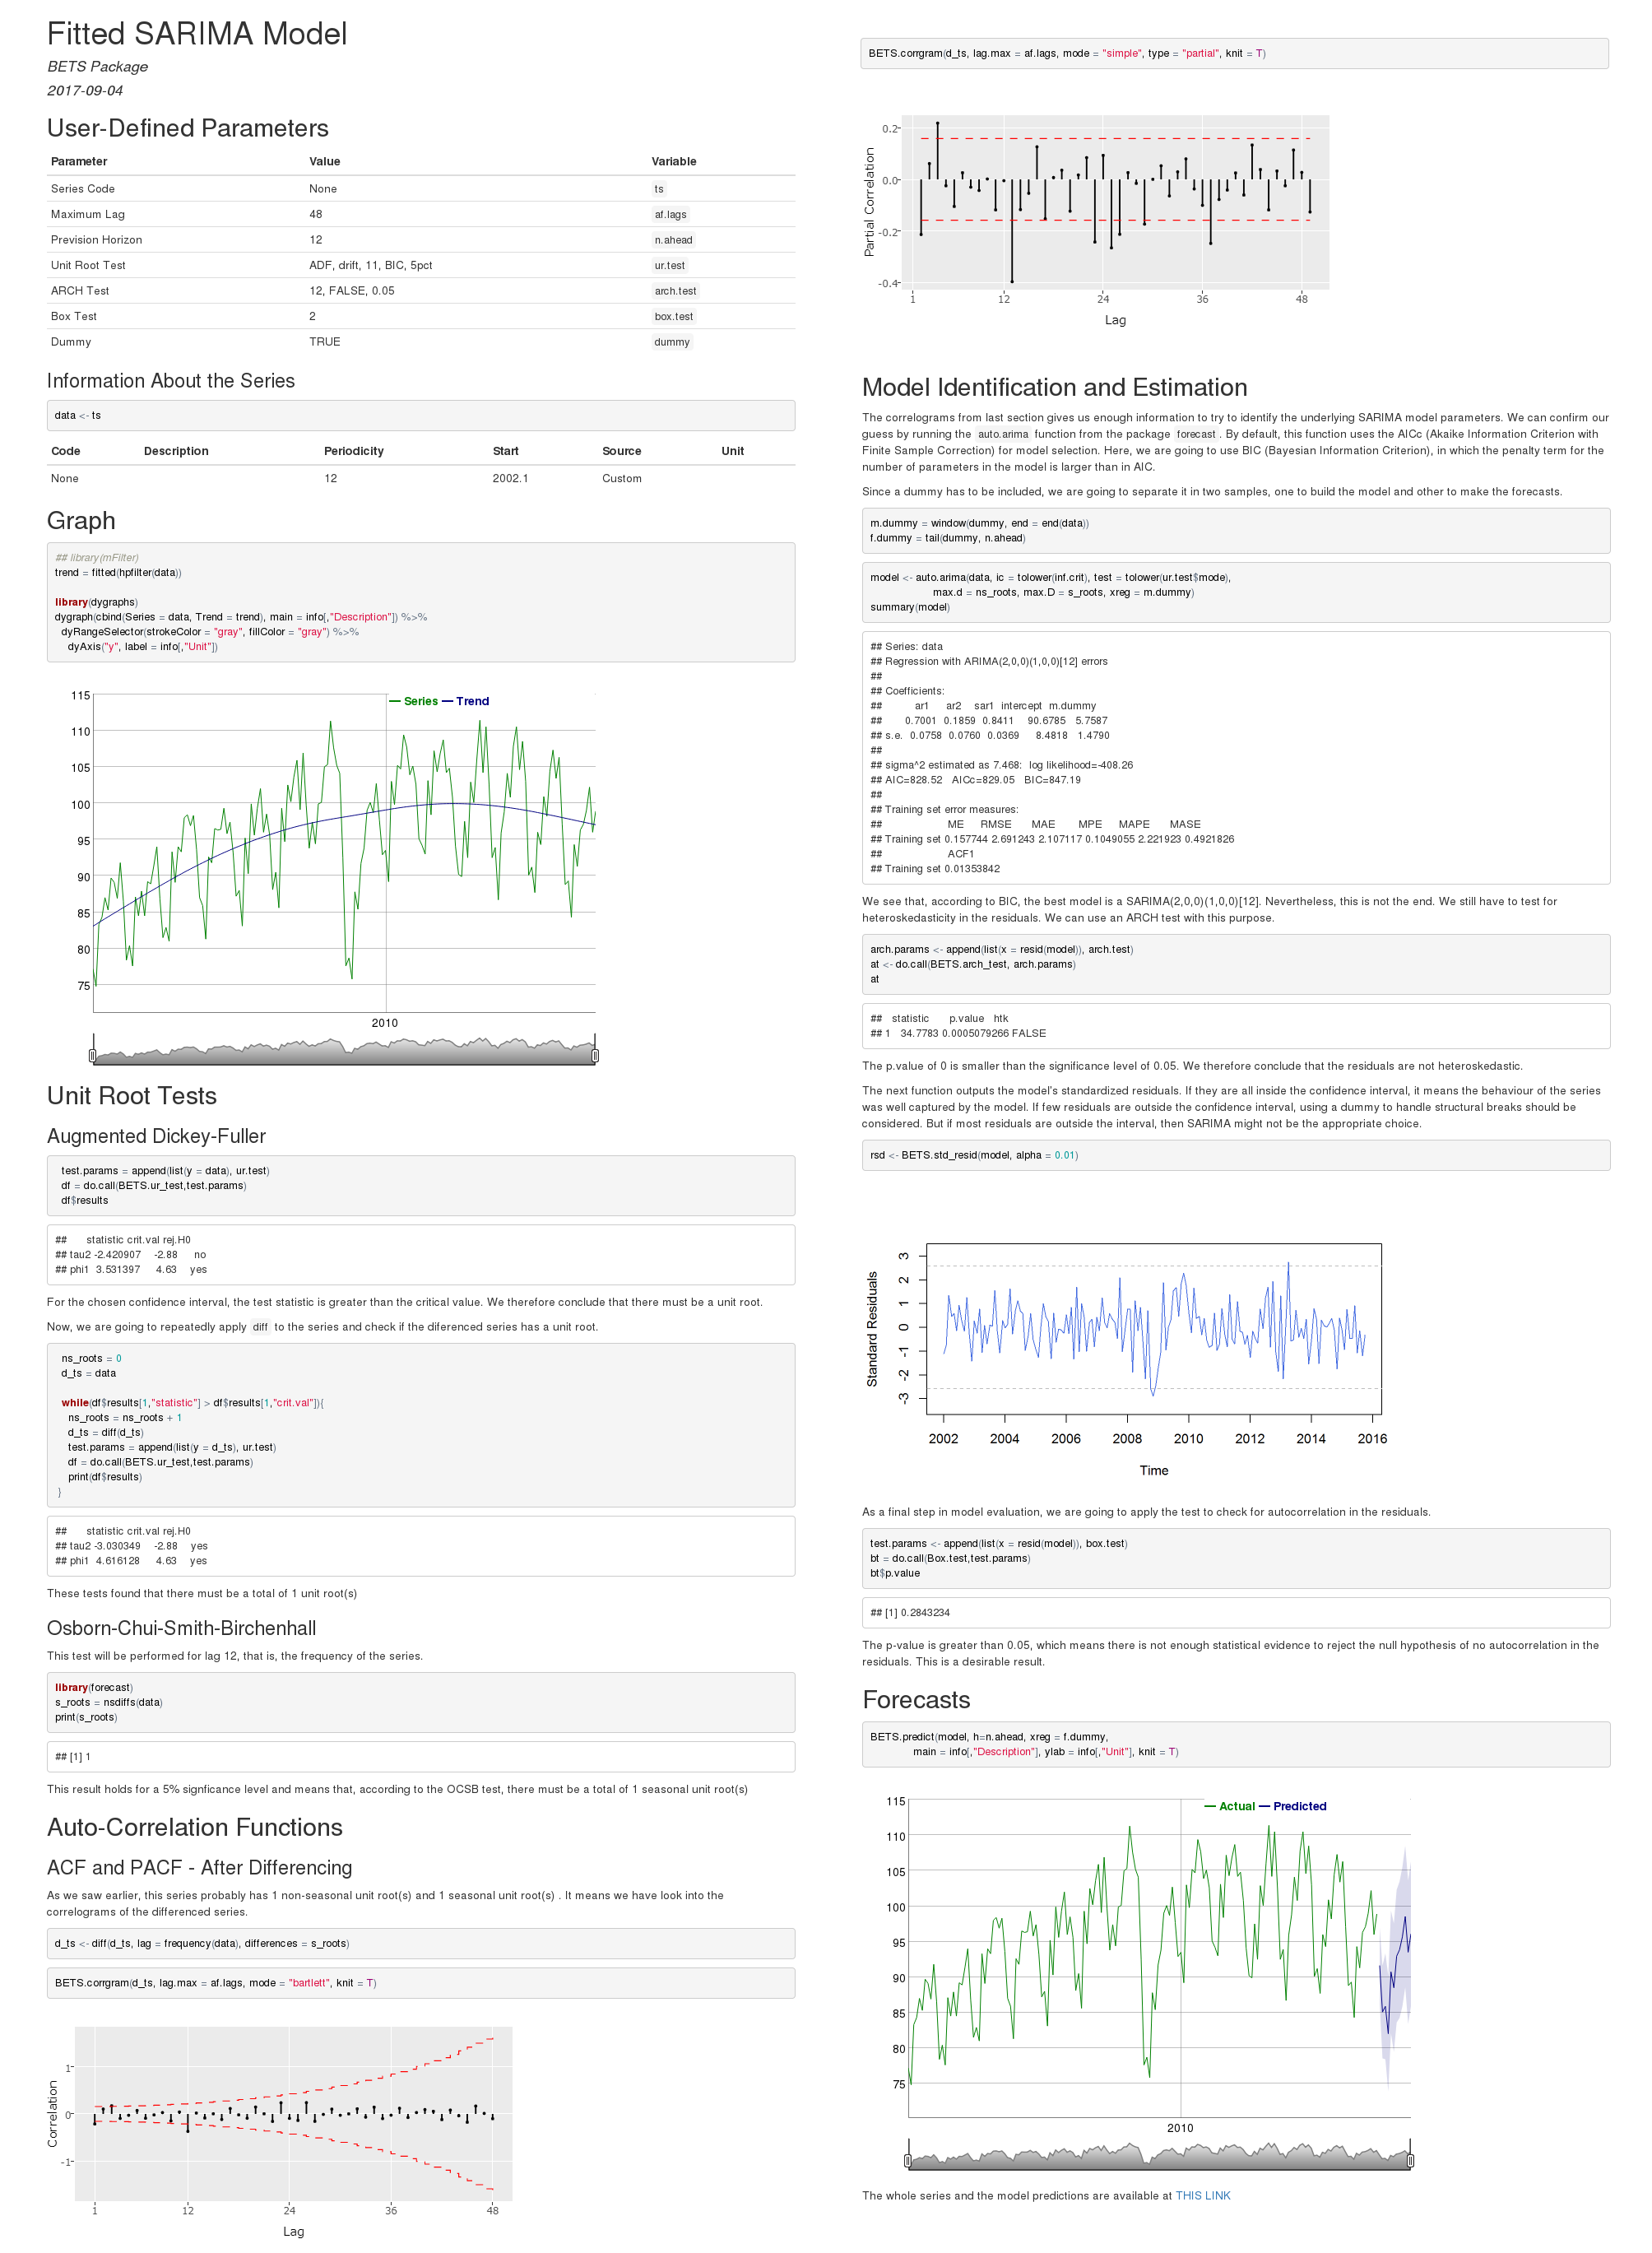 Fitted SARIMA Model
BETS Package
2017-09-04
User-Defined Parameters
Parameter Value Variable
Series Code None ts
Maximum Lag 48 af.lags
Prevision Horizon 12 n.ahead
Unit Root Test ADF, drift, 11, BIC, 5pct ur.test
ARCH Test 12, FALSE, 0.05 arch.test
Box Test 2 box.test
Dummy TRUE dummy
Information About the Series
data <- ts
Code Description Periodicity Start Source Unit
None 12 2002.1 Custom
Graph
## library(mFilter)
trend = fitted(hpfilter(data))
library(dygraphs)
dygraph(cbind(Series = data, Trend = trend), main = info[,"Description"]) %>%
dyRangeSelector(strokeColor = "gray", fillColor = "gray") %>%
dyAxis("y", label = info[,"Unit"])
Series Trend
115
110
105
100
95
90
85
80
75
2010
Unit Root Tests
Augmented Dickey-Fuller
test.params = append(list(y = data), ur.test)
df = do.call(BETS.ur_test,test.params)
df$results
## statistic crit.val rej.H0
## tau2 -2.420907 -2.88 no
## phi1 3.531397 4.63 yes
For the chosen confidence interval, the test statistic is greater than the critical value. We therefore conclude that there must be a unit root.
Now, we are going to repeatedly apply diff to the series and check if the diferenced series has a unit root.
ns_roots = 0
d_ts = data
while(df$results[1,"statistic"] > df$results[1,"crit.val"]){
ns_roots = ns_roots + 1
d_ts = diff(d_ts)
test.params = append(list(y = d_ts), ur.test)
df = do.call(BETS.ur_test,test.params)
print(df$results)
}
## statistic crit.val rej.H0
## tau2 -3.030349 -2.88 yes
## phi1 4.616128 4.63 yes
These tests found that there must be a total of 1 unit root(s)
Osborn-Chui-Smith-Birchenhall
This test will be performed for lag 12, that is, the frequency of the series.
library(forecast)
s_roots = nsdiffs(data)
print(s_roots)
## [1] 1
This result holds for a 5% signficance level and means that, according to the OCSB test, there must be a total of 1 seasonal unit root(s)
Auto-Correlation Functions
ACF and PACF - After Differencing
As we saw earlier, this series probably has 1 non-seasonal unit root(s) and 1 seasonal unit root(s) . It means we have look into the
correlograms of the differenced series.
d_ts <- diff(d_ts, lag = frequency(data), differences = s_roots)
BETS.corrgram(d_ts, lag.max = af.lags, mode = "bartlett", knit = T)
Correlation
1
0
-1
1 12 24 36 48
Lag
BETS.corrgram(d_ts, lag.max = af.lags, mode = "simple", type = "partial", knit = T)
Partial Correlation
0.2
0.0
-0.2
-0.4
1 12 24 36 48
Lag
Model Identification and Estimation
The correlograms from last section gives us enough information to try to identify the underlying SARIMA model parameters. We can confirm our
guess by running the auto.arima function from the package forecast . By default, this function uses the AICc (Akaike Information Criterion with
Finite Sample Correction) for model selection. Here, we are going to use BIC (Bayesian Information Criterion), in which the penalty term for the
number of parameters in the model is larger than in AIC.
Since a dummy has to be included, we are going to separate it in two samples, one to build the model and other to make the forecasts.
m.dummy = window(dummy, end = end(data))
f.dummy = tail(dummy, n.ahead)
model <- auto.arima(data, ic = tolower(inf.crit), test = tolower(ur.test$mode),
max.d = ns_roots, max.D = s_roots, xreg = m.dummy)
summary(model)
## Series: data
## Regression with ARIMA(2,0,0)(1,0,0)[12] errors
##
## Coefficients:
## ar1 ar2 sar1 intercept m.dummy
## 0.7001 0.1859 0.8411 90.6785 5.7587
## s.e. 0.0758 0.0760 0.0369 8.4818 1.4790
##
## sigma^2 estimated as 7.468: log likelihood=-408.26
## AIC=828.52 AICc=829.05 BIC=847.19
##
## Training set error measures:
## ME RMSE MAE MPE MAPE MASE
## Training set 0.157744 2.691243 2.107117 0.1049055 2.221923 0.4921826
## ACF1
## Training set 0.01353842
We see that, according to BIC, the best model is a SARIMA(2,0,0)(1,0,0)[12]. Nevertheless, this is not the end. We still have to test for
heteroskedasticity in the residuals. We can use an ARCH test with this purpose.
arch.params <- append(list(x = resid(model)), arch.test)
at <- do.call(BETS.arch_test, arch.params)
at
## statistic p.value htk
## 1 34.7783 0.0005079266 FALSE
The p.value of 0 is smaller than the significance level of 0.05. We therefore conclude that the residuals are not heteroskedastic.
The next function outputs the model's standardized residuals. If they are all inside the confidence interval, it means the behaviour of the series
was well captured by the model. If few residuals are outside the confidence interval, using a dummy to handle structural breaks should be
considered. But if most residuals are outside the interval, then SARIMA might not be the appropriate choice.
rsd <- BETS.std_resid(model, alpha = 0.01)
Standard Residuals
3
2
1
0
-1
-2
-3
2002 2004 2006 2008 2010 2012 2014 2016
Time
As a final step in model evaluation, we are going to apply the test to check for autocorrelation in the residuals.
test.params <- append(list(x = resid(model)), box.test)
bt = do.call(Box.test,test.params)
bt$p.value
## [1] 0.2843234
The p-value is greater than 0.05, which means there is not enough statistical evidence to reject the null hypothesis of no autocorrelation in the
residuals. This is a desirable result.
Forecasts
BETS.predict(model, h=n.ahead, xreg = f.dummy,
main = info[,"Description"], ylab = info[,"Unit"], knit = T)
Actual Predicted
115
110
105
100
95
90
85
80
75
2010
The whole series and the model predictions are available at THIS LINK